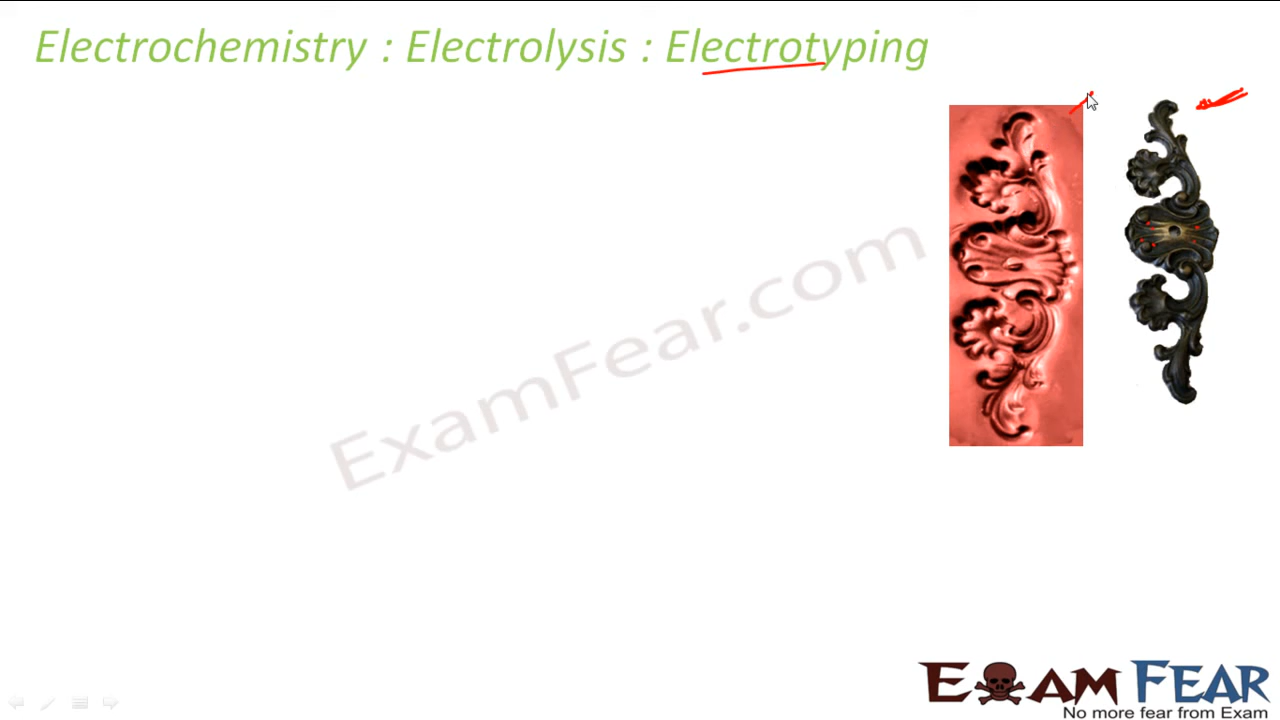 Electrochemistry : Electrolysis : Electrotyping
ExamFear.com
EXAM FEAR
No more fear from Exam